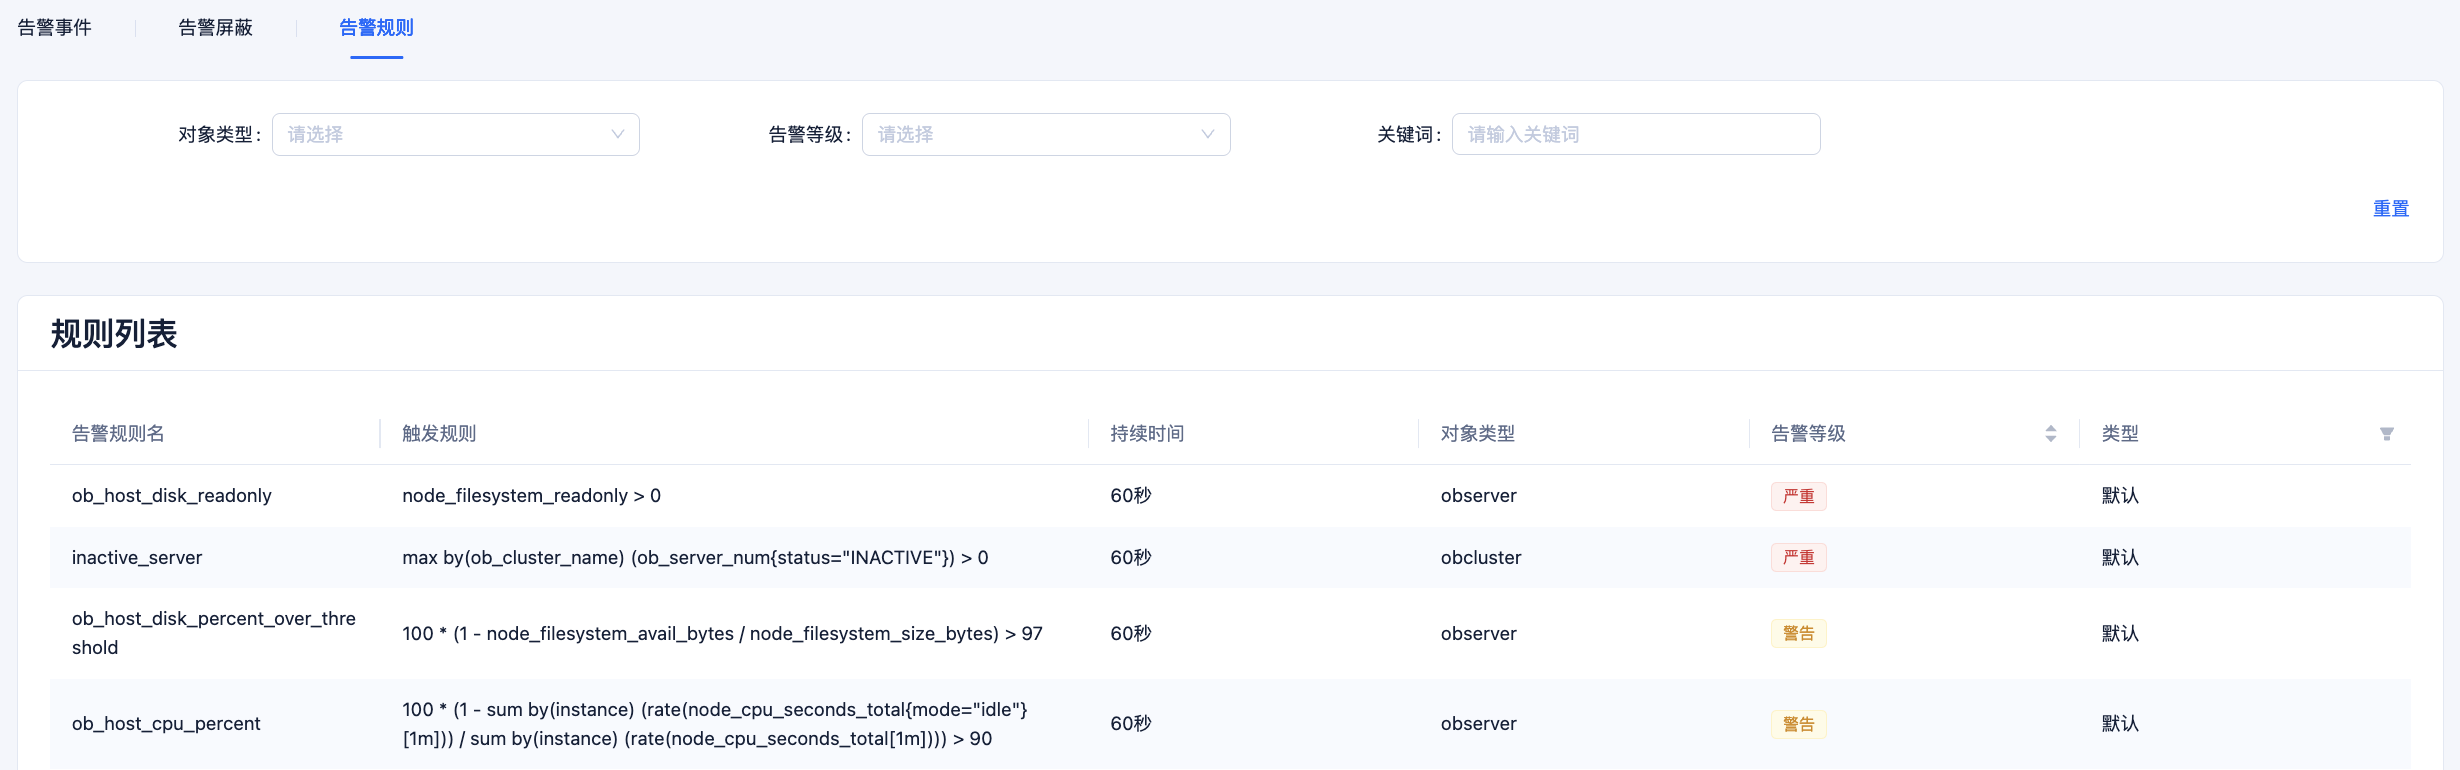 告警事件
告警屏蔽
告警规则
对象类型：
请选择
告警等级：
请选择
关键词：
请输入关键词
重置
规则列表
告警规则名
触发规则
持续时间
对象类型
告警等级
类型
ob_host_disk_readonly
node_filesystem_readonly > 0
60秒
observer
严重
默认
inactive_server
max by(ob_cluster_name) (ob_server_num{status="INACTIVE"}) > 0
60秒
obcluster
严重
默认
ob_host_disk_percent_over_thre
shold
100 * (1 - node_filesystem_avail_bytes / node_filesystem_size_bytes) > 97
60秒
observer
警告
默认
ob_host_cpu_percent
100 * (1 - sum by(instance) (rate(node_cpu_seconds_total{mode="idle"}
[1m])) / sum by(instance) (rate(node_cpu_seconds_total[1m]))) > 90
60秒
observer
警告
默认